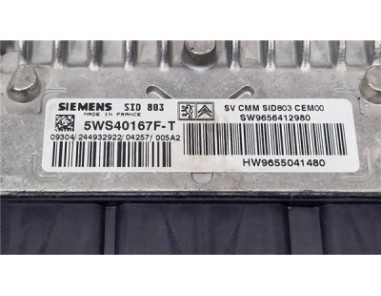 SIEMENS SID 803
MADE IN FRANCE
5WS40167F-T
09304/244932922/04257/005A2
SV CMM SID803 CEM00
SW9656412980
HW9655041480